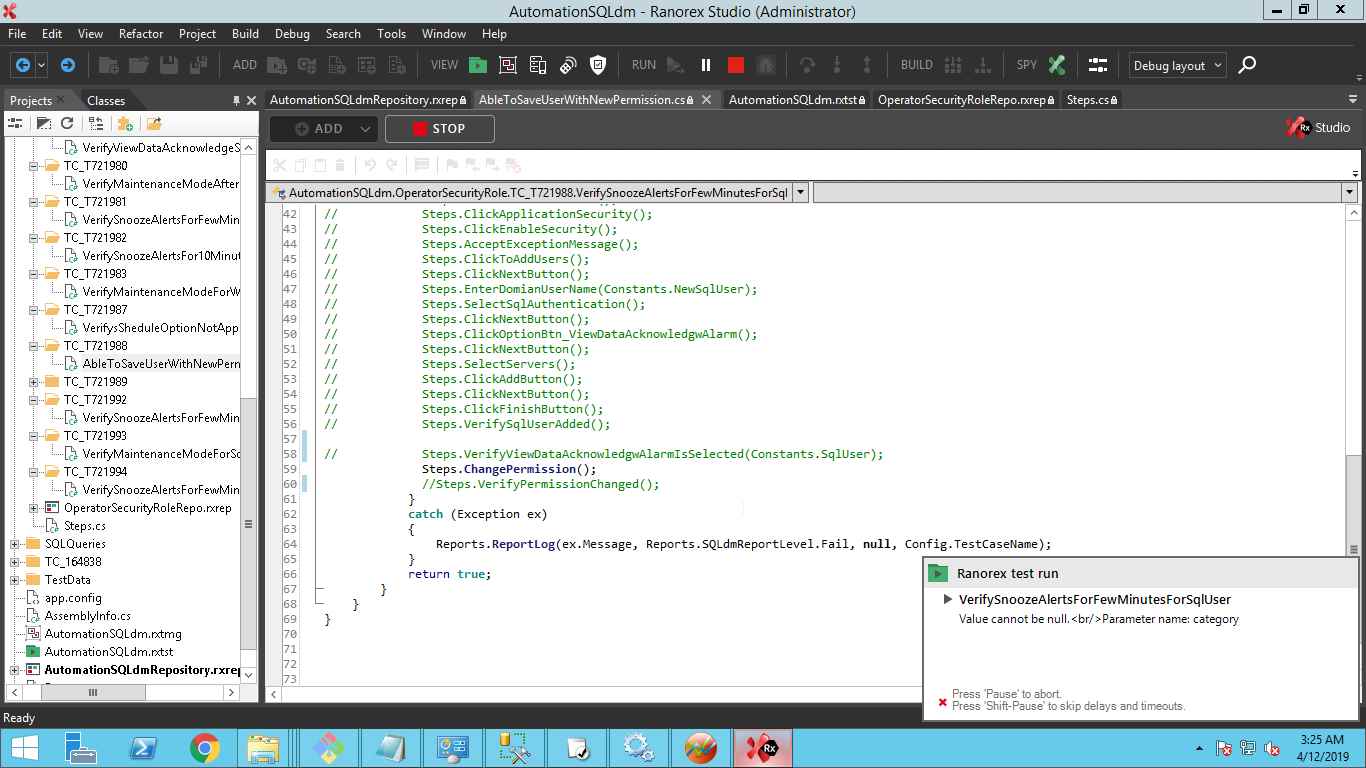 AutomationSQLdm - Ranorex Studio (Administrator)
File Edit View Refactor Project Build Debug Search Tools Window Help
ADD VIEW RUN BUILD SPY Debug layout
Projects Classes
AutomationSQLdmRepository.rxrep AbleToSaveUserWithNewPermission.cs AutomationSQLdm.rxtst OperatorSecurityRoleRepo.rxrep Steps.cs
ADD STOP Rx Studio
AutomationSQLdm.OperatorSecurityRole.TC_T721988.VerifySnoozeAlertsForFewMinutesForSql
VerifyViewDataAcknowledgeS
TC_T721980
VerifyMaintenanceModeAfter
TC_T721981
VerifySnoozeAlertsForFewMin
TC_T721982
VerifySnoozeAlertsFor10Minut
TC_T721983
VerifyMaintenanceModeForW
TC_T721987
VerifysSheduleOptionNotApp
TC_T721988
AbleToSaveUserWithNewPerm
TC_T721989
TC_T721992
VerifySnoozeAlertsForFewMin
TC_T721993
VerifyMaintenanceModeForSq
TC_T721994
VerifySnoozeAlertsForFewMin
OperatorSecurityRoleRepo.rxrep
Steps.cs
SQLQueries
TC_164838
TestData
app.config
AssemblyInfo.cs
AutomationSQLdm.rxtmg
AutomationSQLdm.rxtst
AutomationSQLdmRepository.rxrep
42 // Steps.ClickApplicationSecurity();
43 // Steps.ClickEnableSecurity();
44 // Steps.AcceptExceptionMessage();
45 // Steps.ClickToAddUsers();
46 // Steps.ClickNextButton();
47 // Steps.EnterDomianUserName(Constants.NewSqlUser);
48 // Steps.SelectSqlAuthentication();
49 // Steps.ClickNextButton();
50 // Steps.ClickOptionBtn_ViewDataAcknowledgwAlarm();
51 // Steps.ClickNextButton();
52 // Steps.SelectServers();
53 // Steps.ClickAddButton();
54 // Steps.ClickNextButton();
55 // Steps.ClickFinishButton();
56 // Steps.VerifySqlUserAdded();
57
58 // Steps.VerifyViewDataAcknowledgwAlarmIsSelected(Constants.SqlUser);
59 Steps.ChangePermission();
60 //Steps.VerifyPermissionChanged();
61 }
62 catch (Exception ex)
63 {
64 Reports.ReportLog(ex.Message, Reports.SQLdmReportLevel.Fail, null, Config.TestCaseName);
65 }
66 return true;
67 }
68 }
69 }
70
71
72
73
Ranorex test run
VerifySnoozeAlertsForFewMinutesForSqlUser
Value cannot be null.<br/>Parameter name: category
Press 'Pause' to abort.
Press 'Shift-Pause' to skip delays and timeouts.
Ready
Rx
3:25 AM
4/12/2019